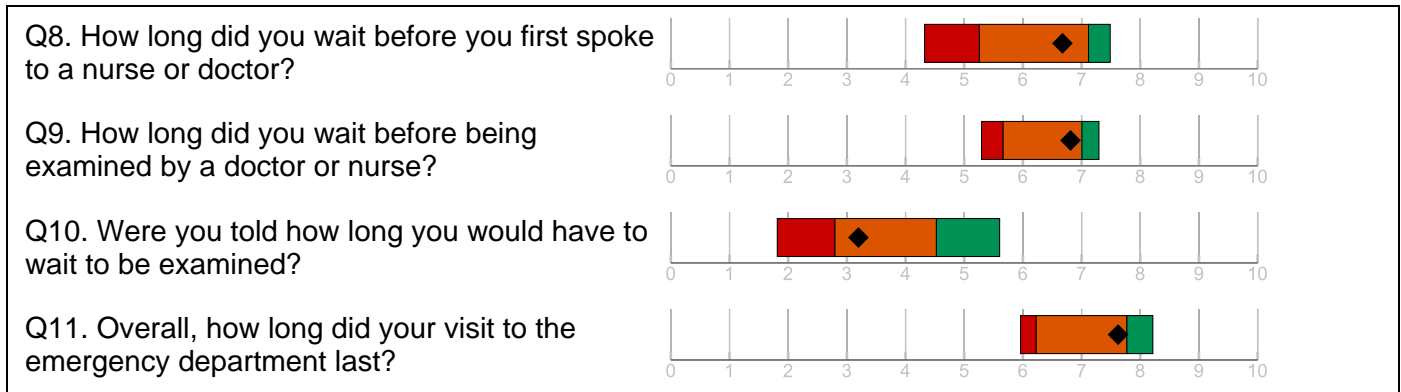 Q8. How long did you wait before you first spoke
to a nurse or doctor?
0 1 2 3 4 5 6 7 8 9 10
Q9. How long did you wait before being
examined by a doctor or nurse?
0 1 2 3 4 5 6 7 8 9 10
Q10. Were you told how long you would have to
wait to be examined?
0 1 2 3 4 5 6 7 8 9 10
Q11. Overall, how long did your visit to the
emergency department last?
0 1 2 3 4 5 6 7 8 9 10